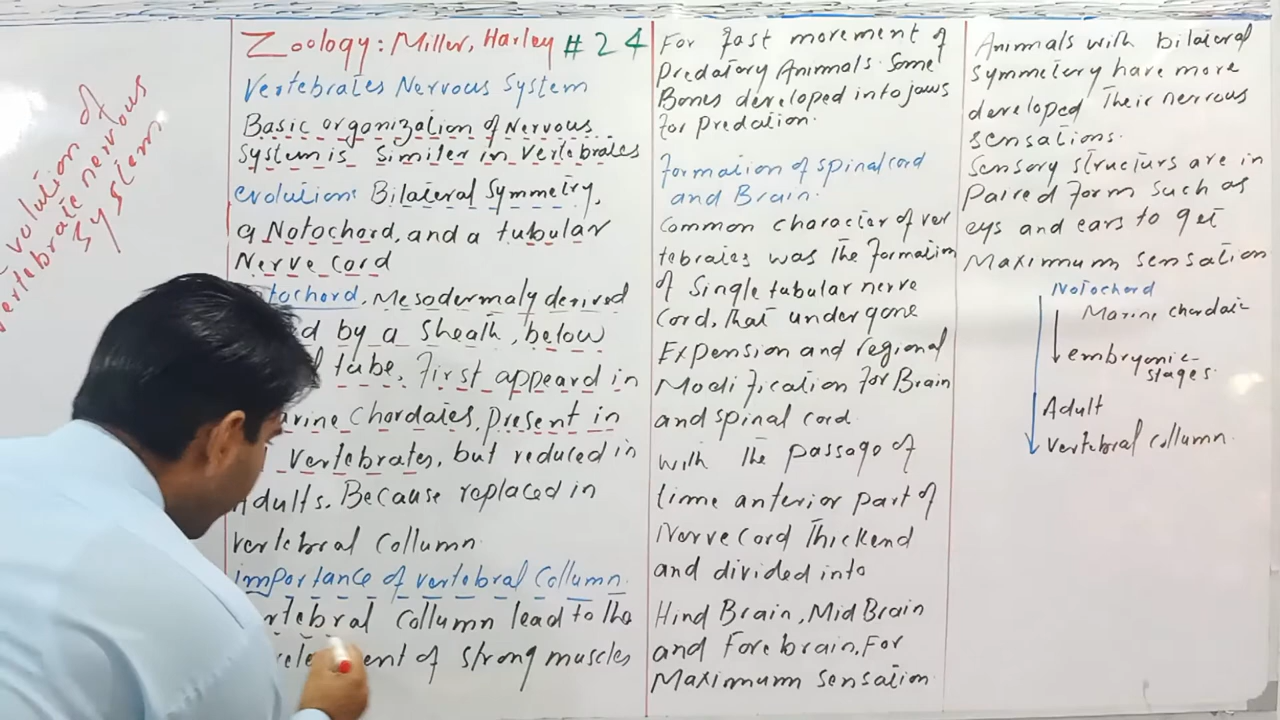 Evolution of
vertebrate nervous
system
Zoology: Miller, Harley #24
Vertebrates Nervous System
Basic organization of Nervous
System is Similer in Vertebrates
evolution: Bilateral Symmetry,
a Notochord, and a tubular
Nerve Cord
tochord, Mesodermaly derived
d by a Sheath, below
tube. First appeard in
arine Chordates, Present in
Vertebrates, but reduced in
Adults. Because replaced in
vertebral Collumn.
importance of vertebral Collumn.
rtebral Collumn lead to the
ent of strong muscles
For fast movement of
Predatory Animals. Some
Bones developed into jaws
for predation.
formation of spinal cord
and Brain.
Common character of ver
tebrates was the formation
of Single tubular nerve
Cord, that undergone
Expension and regional
Modification for Brain
and spinal cord.
with the passage of
time anterior part of
Nerve Cord Thickend
and divided into
Hind Brain, Mid Brain
and Forebrain, For
Maximum sensation.
Animals with bilateral
Symmetery have more
developed Their nervous
sensations.
Sensory structurs are in
Paired form such as
eys and ears to get
Maximum sensation
Notochord
Marine chordate
embryonic-
stages.
Adult
vertebral collumn.